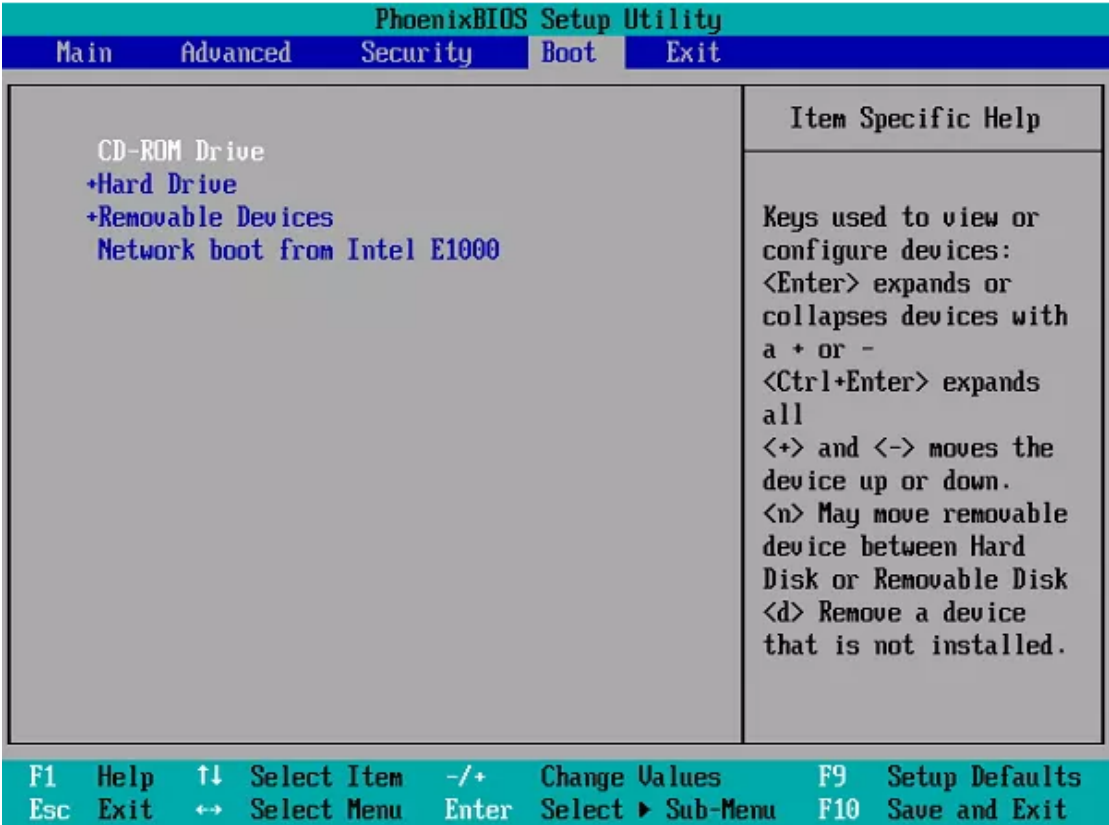 PhoenixBIOS Setup Utility
Main Advanced Security Boot Exit
CD-ROM Drive
+Hard Drive
+Removable Devices
Network boot from Intel E1000
Item Specific Help
Keys used to view or
configure devices:
<Enter> expands or
collapses devices with
a + or -
<Ctrl+Enter> expands
all
<+> and <-> moves the
device up or down.
<n> May move removable
device between Hard
Disk or Removable Disk
<d> Remove a device
that is not installed.
F1 Help ↑↓ Select Item -/+ Change Values F9 Setup Defaults
Esc Exit ↔ Select Menu Enter Select ▶ Sub-Menu F10 Save and Exit